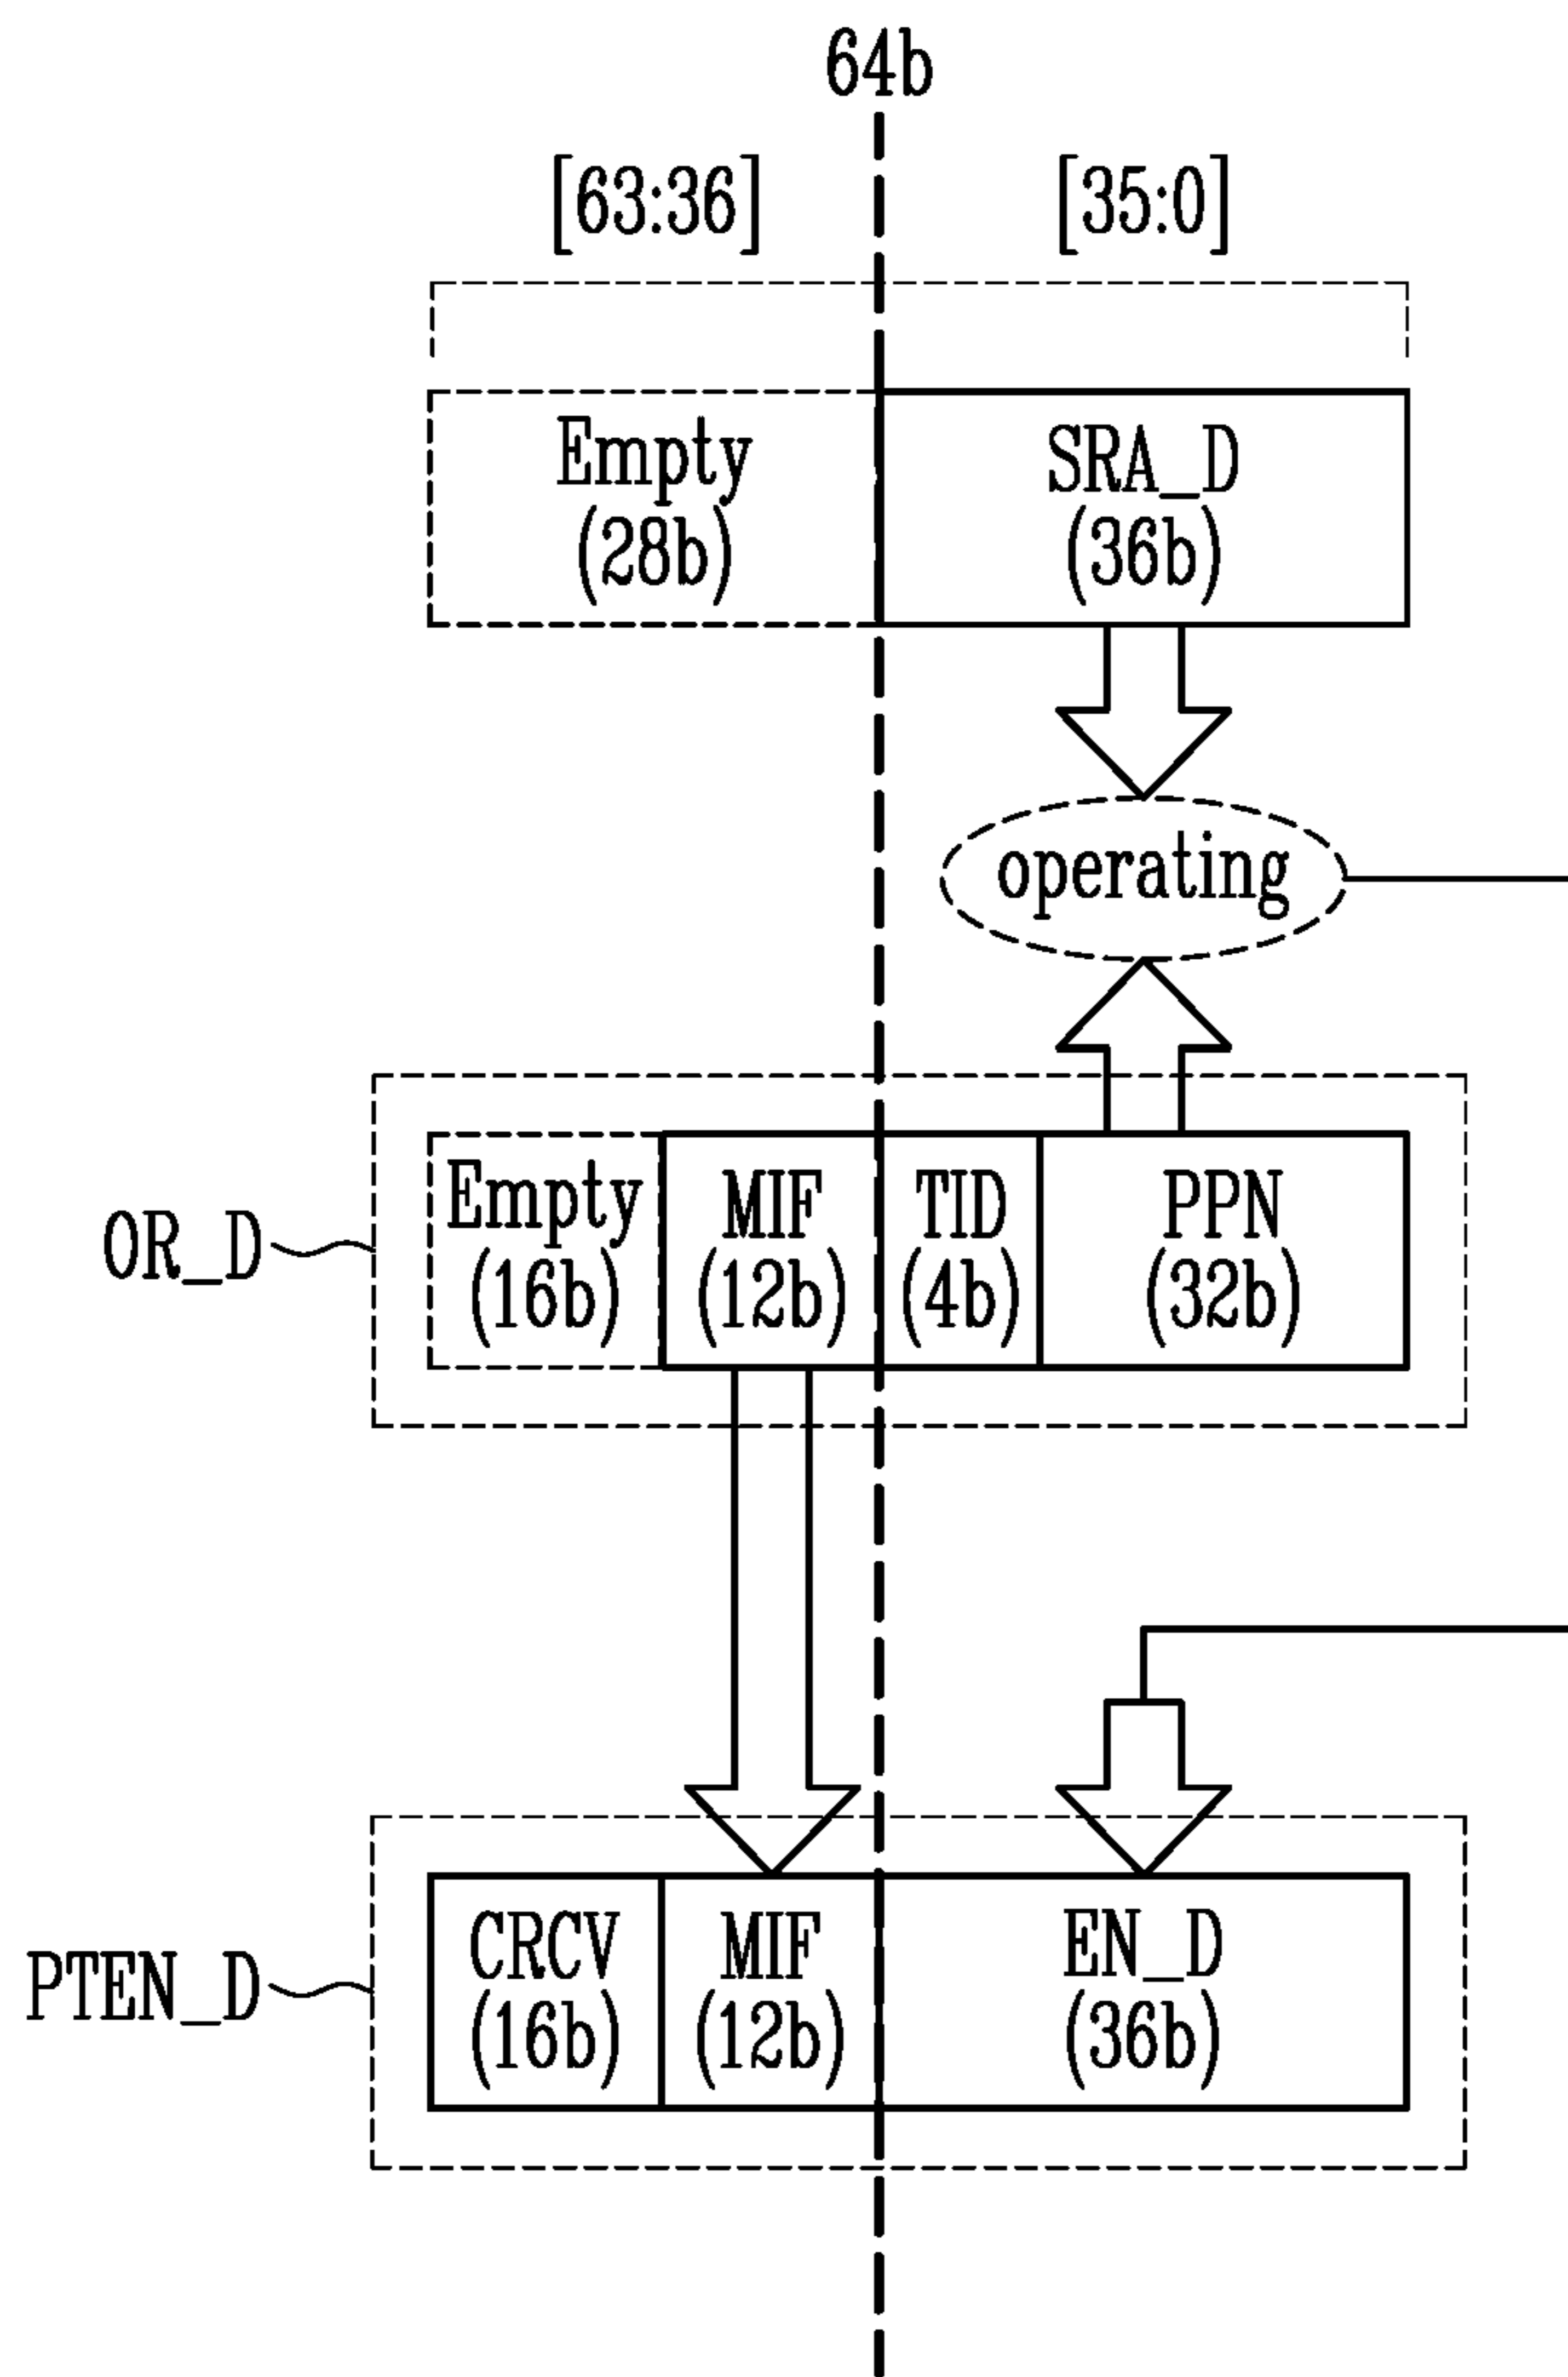 64b
[63:36] [35:0]
Empty
(28b)
SRA_D
(36b)
operating
OR_D
Empty
(16b)
MIF
(12b)
TID
(4b)
PPN
(32b)
PTEN_D
CRCV
(16b)
MIF
(12b)
EN_D
(36b)